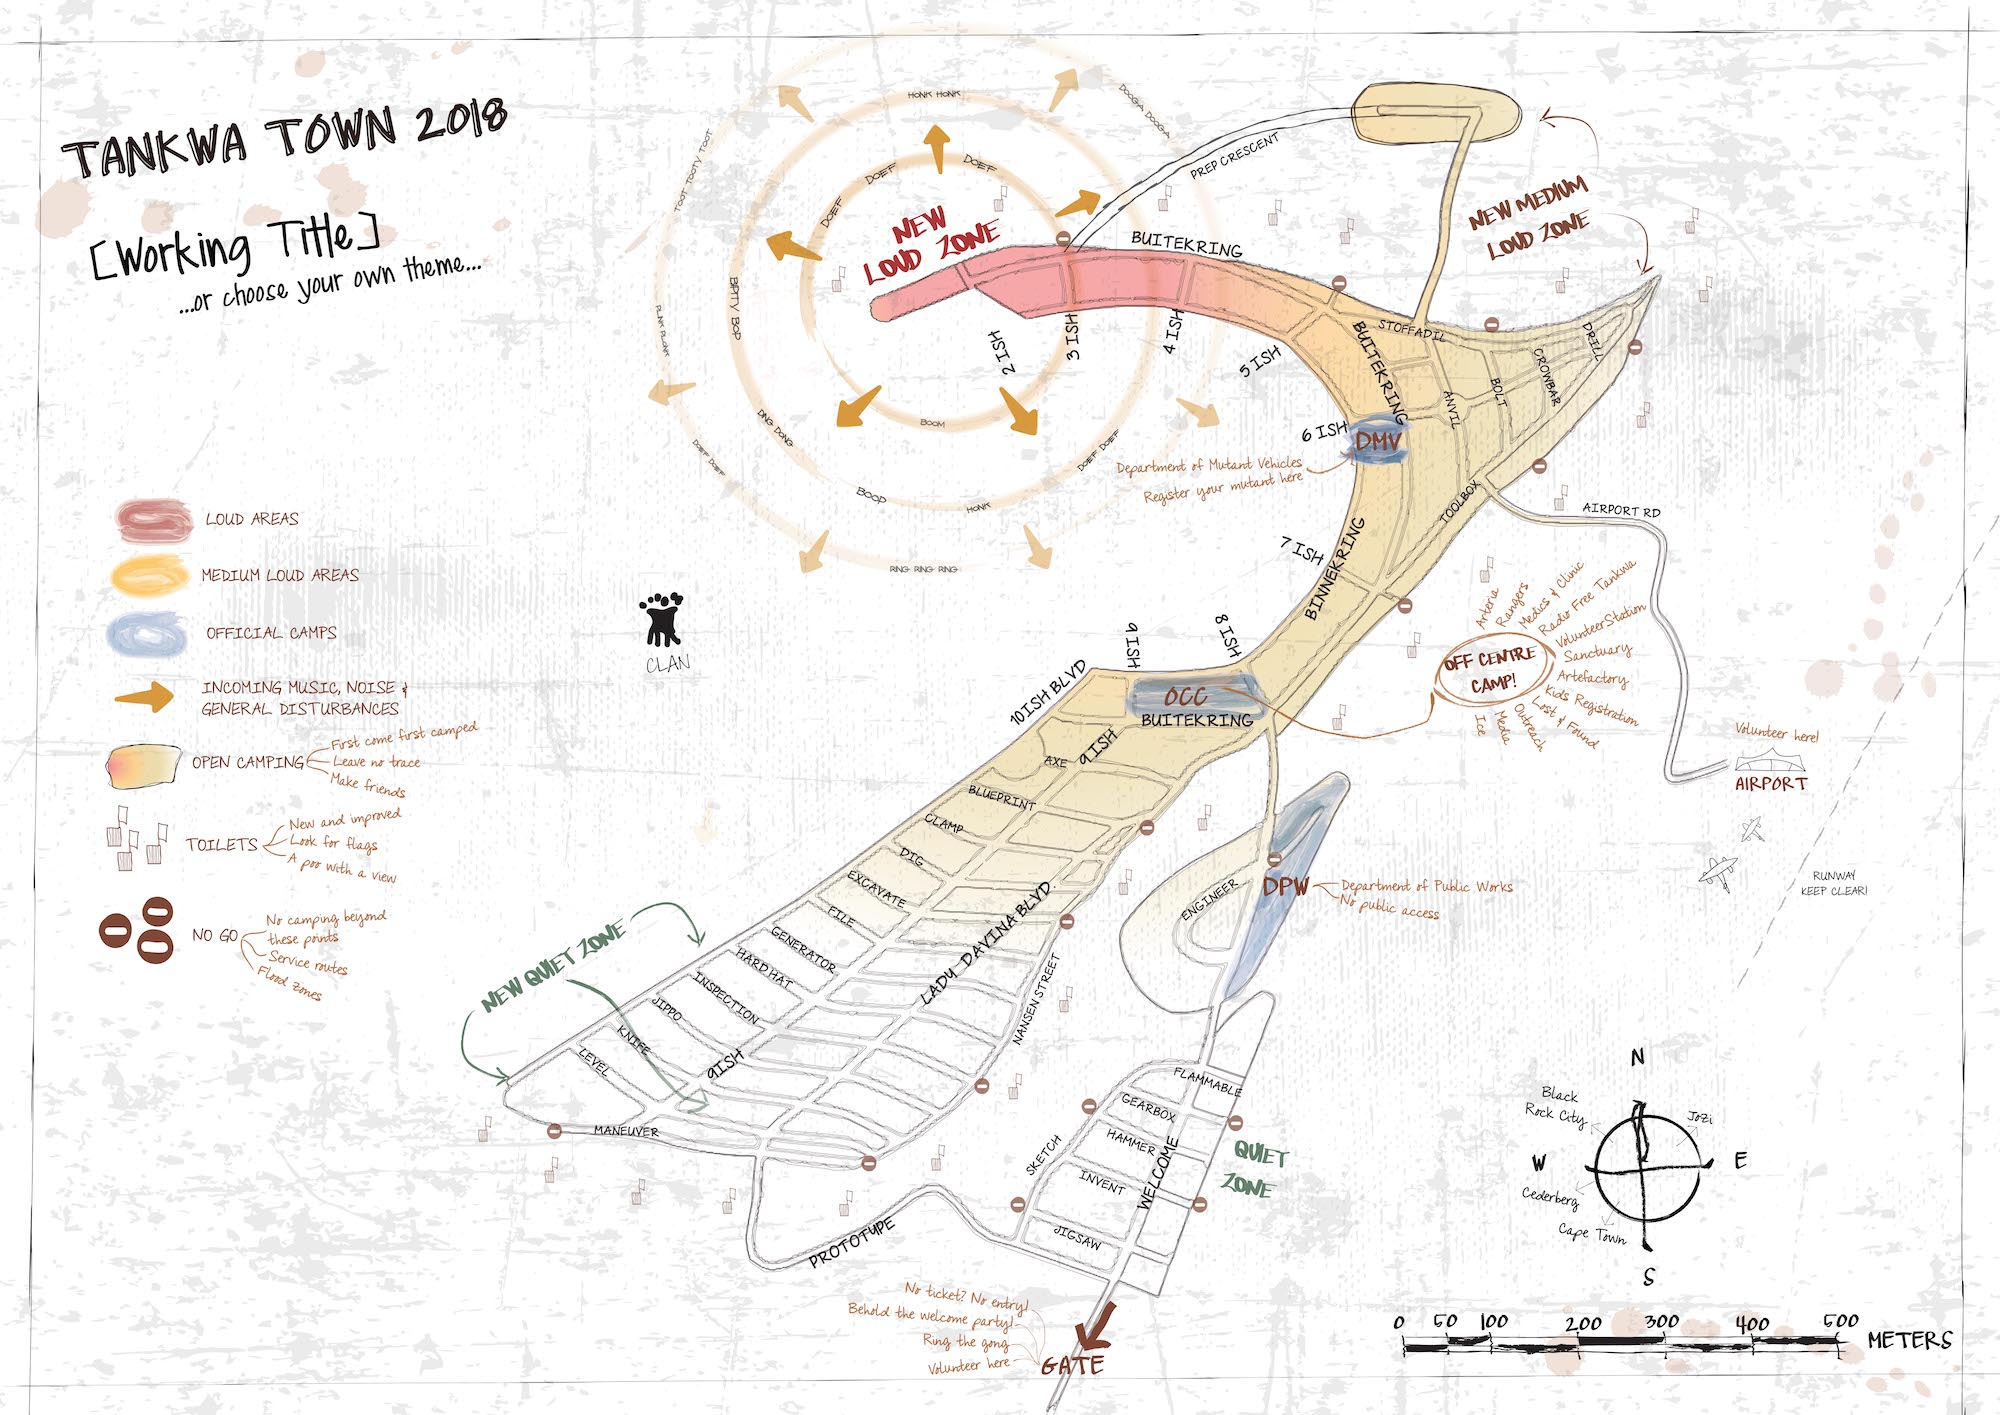 TANKWA TOWN 2018
[Working Title]
...or choose your own theme...
LOUD AREAS
MEDIUM LOUD AREAS
OFFICIAL CAMPS
INCOMING MUSIC, NOISE &
GENERAL DISTURBANCES
OPEN CAMPING
First come first camped
Leave no trace
Make friends
TOILETS
New and improved
Look for flags
A poo with a view
NO GO
No camping beyond
these points
Service routes
Flood zones
HONK HONK
DOOGA DOOGA
TOOT TOOTY TOOT
DOEF
DOEF
DOEF
BIPTY BOP
PLINK PLONK
DING DONG
DOEF DOEF
BOOM
BOOP
HONK
DOEF DOEF
RING RING RING
NEW
LOUD ZONE
PREP CRESCENT
BUITEKRING
NEW MEDIUM
LOUD ZONE
2 ISH
3 ISH
4 ISH
5 ISH
6 ISH
7 ISH
8 ISH
9 ISH
10ISH BLVD
BUITEKRING
STOFFADIL
DRILL
CROWBAR
BOLT
ANVIL
DMV
Department of Mutant Vehicles
Register your mutant here
TOOLBOX
AIRPORT RD
BINNEKRING
CLAN
OCC
BUITEKRING
OFF CENTRE
CAMP!
Arteria
Rangers
Medics & Clinic
Radio Free Tankwa
VolunteerStation
Sanctuary
Artefactory
Kids Registration
Lost & Found
Outreach
Media
Ice
Volunteer here!
AIRPORT
RUNWAY
KEEP CLEAR!
AXE
9 ISH
BLUEPRINT
CLAMP
DIG
EXCAVATE
FILE
GENERATOR
HARD HAT
INSPECTION
JIPPO
KNIFE
LEVEL
9ISH
MANEUVER
LADY DAVINA BLVD.
NANSEN STREET
NEW QUIET ZONE
ENGINEER
DPW
Department of Public Works
No public access
FLAMMABLE
GEARBOX
HAMMER
INVENT
JIGSAW
SKETCH
WELCOME
QUIET
ZONE
PROTOTYPE
No ticket? No entry!
Behold the welcome party!
Ring the gong
Volunteer here
GATE
N
Black
Rock City
Jozi
W
E
Cederberg
Cape Town
S
0 50 100 200 300 400 500
METERS